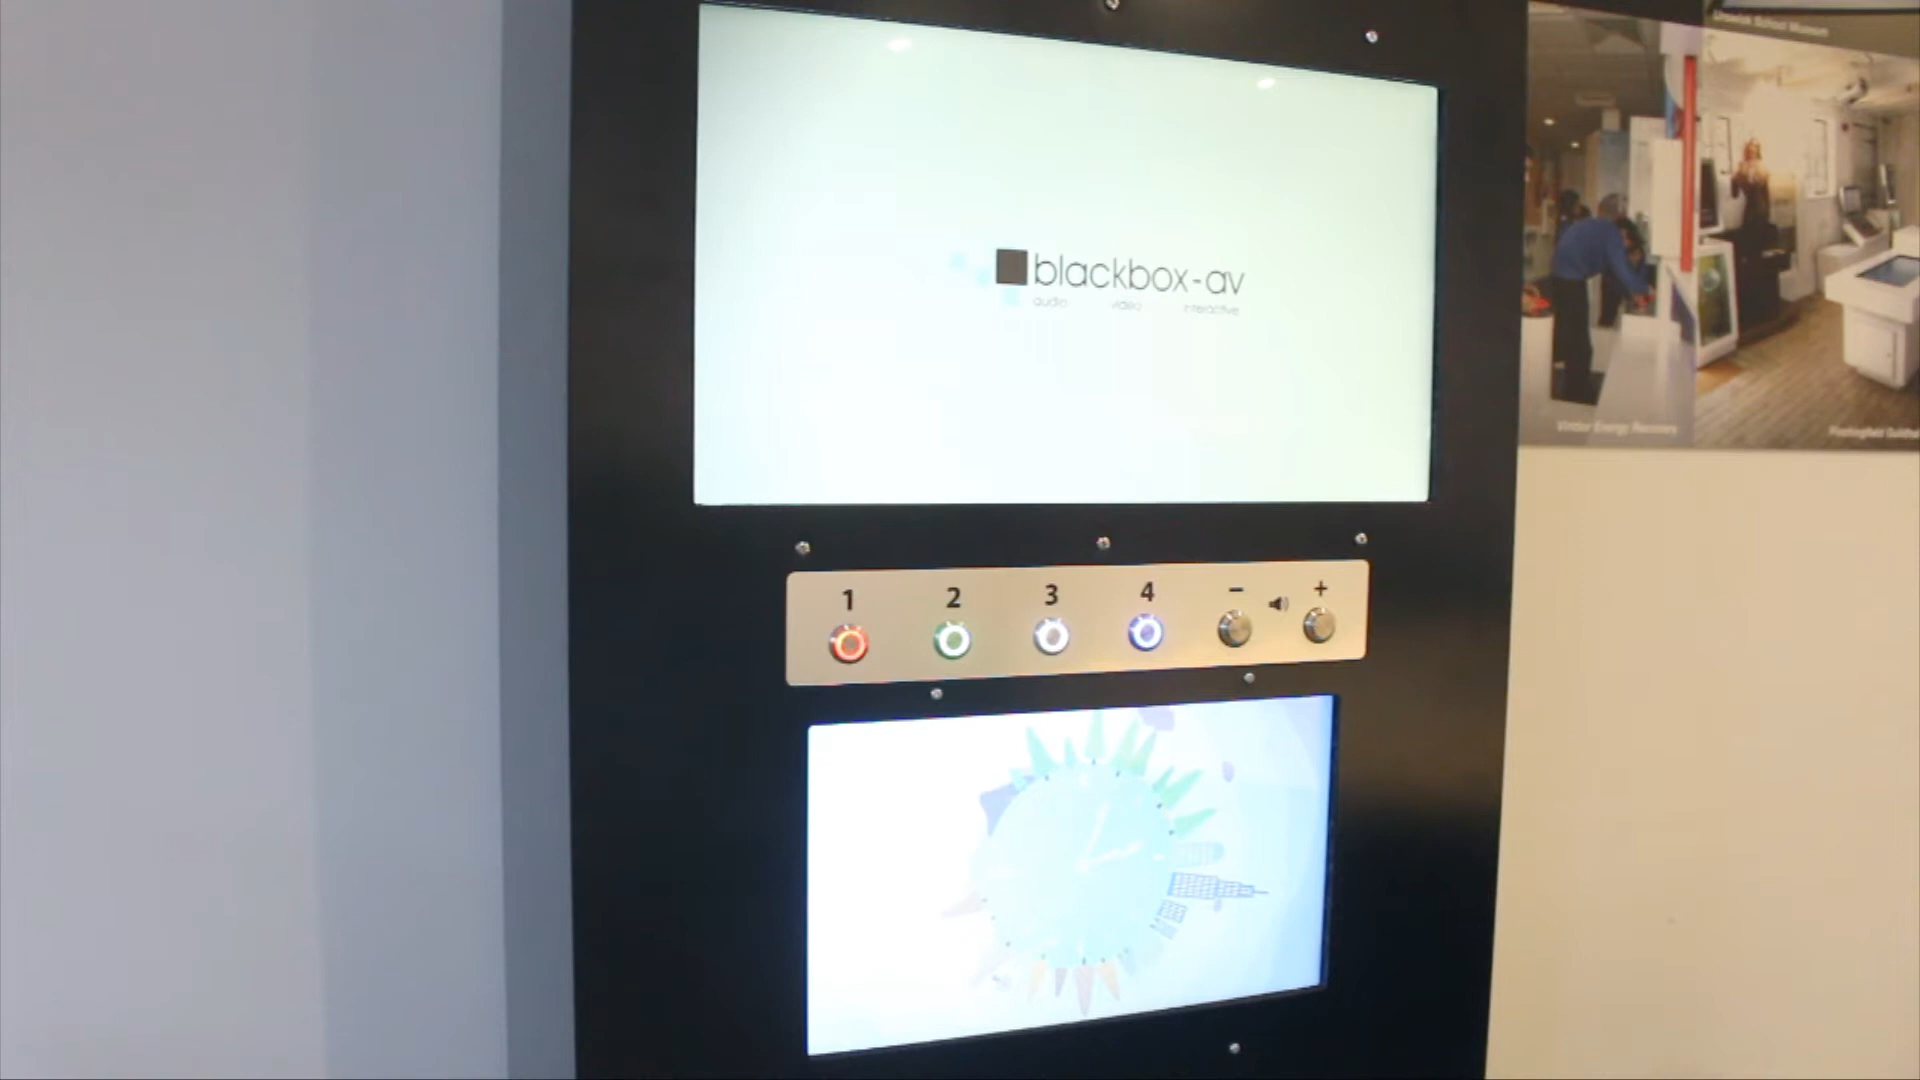 blackbox-av
audio video interactive
1 2 3 4 - +